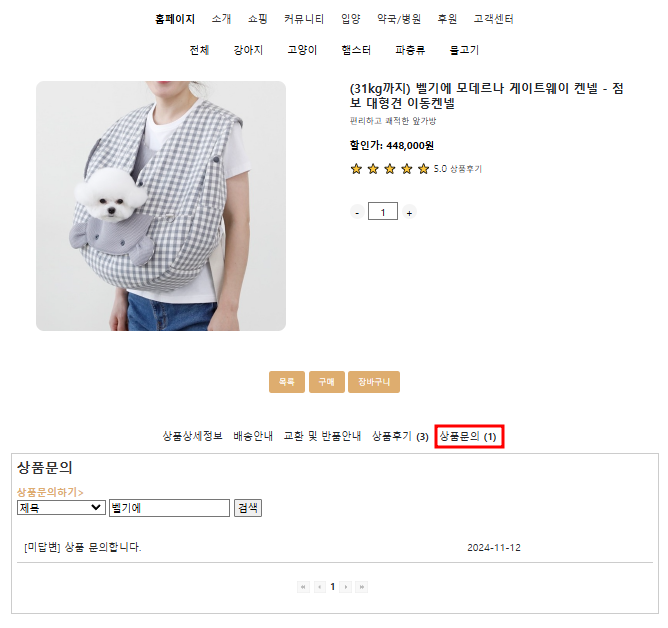 홈페이지 소개 쇼핑 커뮤니티 입양 약국/병원 후원 고객센터
전체 강아지 고양이 햄스터 파충류 물고기
(31kg까지) 벨기에 모데르나 게이트웨이 켄넬 - 점
보 대형견 이동켄넬
편리하고 쾌적한 앞가방
할인가: 448,000원
5.0 상품후기
- 1 +
목록 구매 장바구니
상품상세정보 배송안내 교환 및 반품안내 상품후기 (3) 상품문의 (1)
상품문의
상품문의하기>
제목 벨기에 검색
[미답변] 상품 문의합니다. 2024-11-12
« ‹ 1 › »